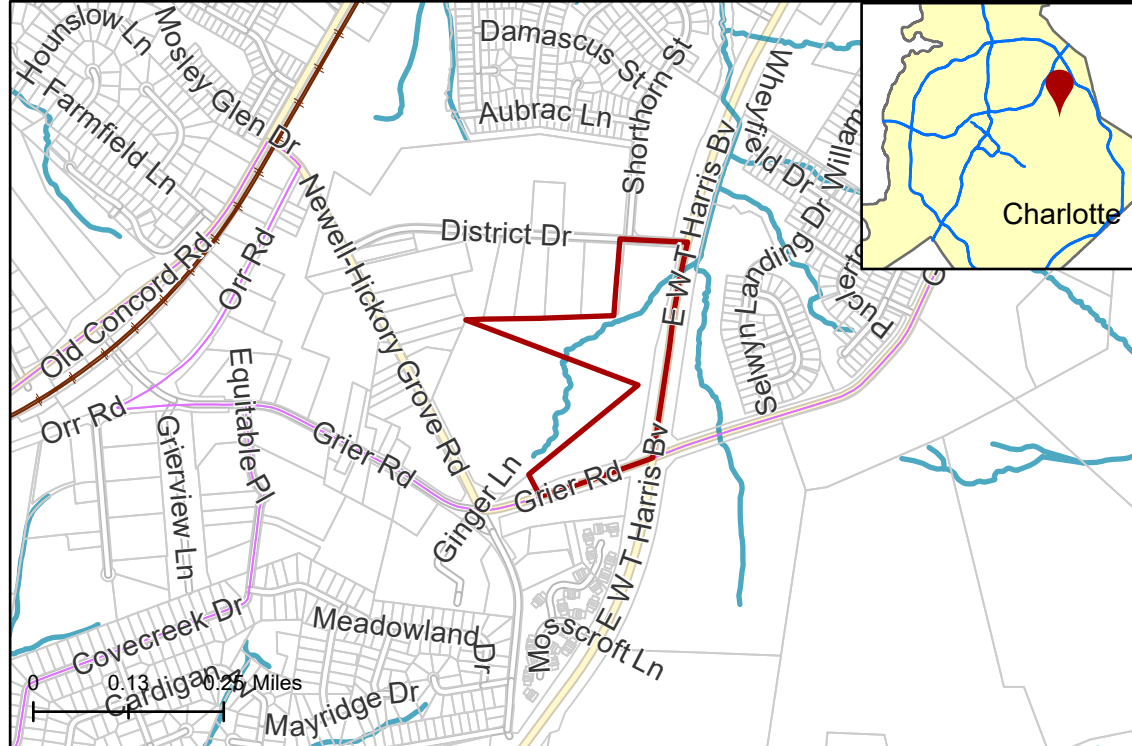 Hounslow Ln
Mosley Glen Dr
Farmfield Ln
Damascus St
Aubrac Ln
Shorthorn St
Wheyfield Dr
Willam
E W T Harris Bv
Charlotte
District Dr
Newell-Hickory Grove Rd
Orr Rd
Old Concord Rd
Selwyn Landing Dr
G
E W T Harris Bv
Equitable Pl
Orr Rd
Grier Rd
Grierview Ln
Ginger Ln
Grier Rd
E W T Harris Bv
Covecreek Dr
Meadowland Dr
Mosscroft Ln
Cardigan
Mayridge Dr
0 0.13 0.25 Miles